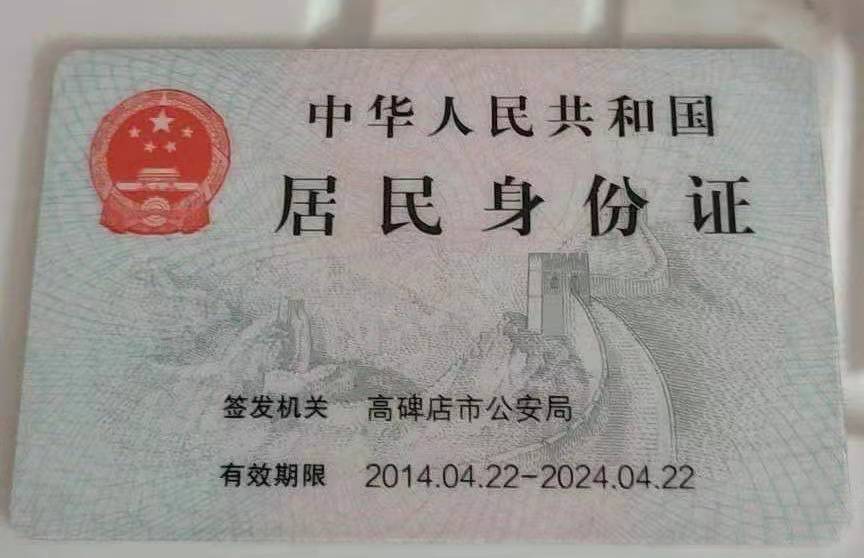 中华人民共和国
居民身份证
签发机关 高碑店市公安局
有效期限 2014.04.22-2024.04.22